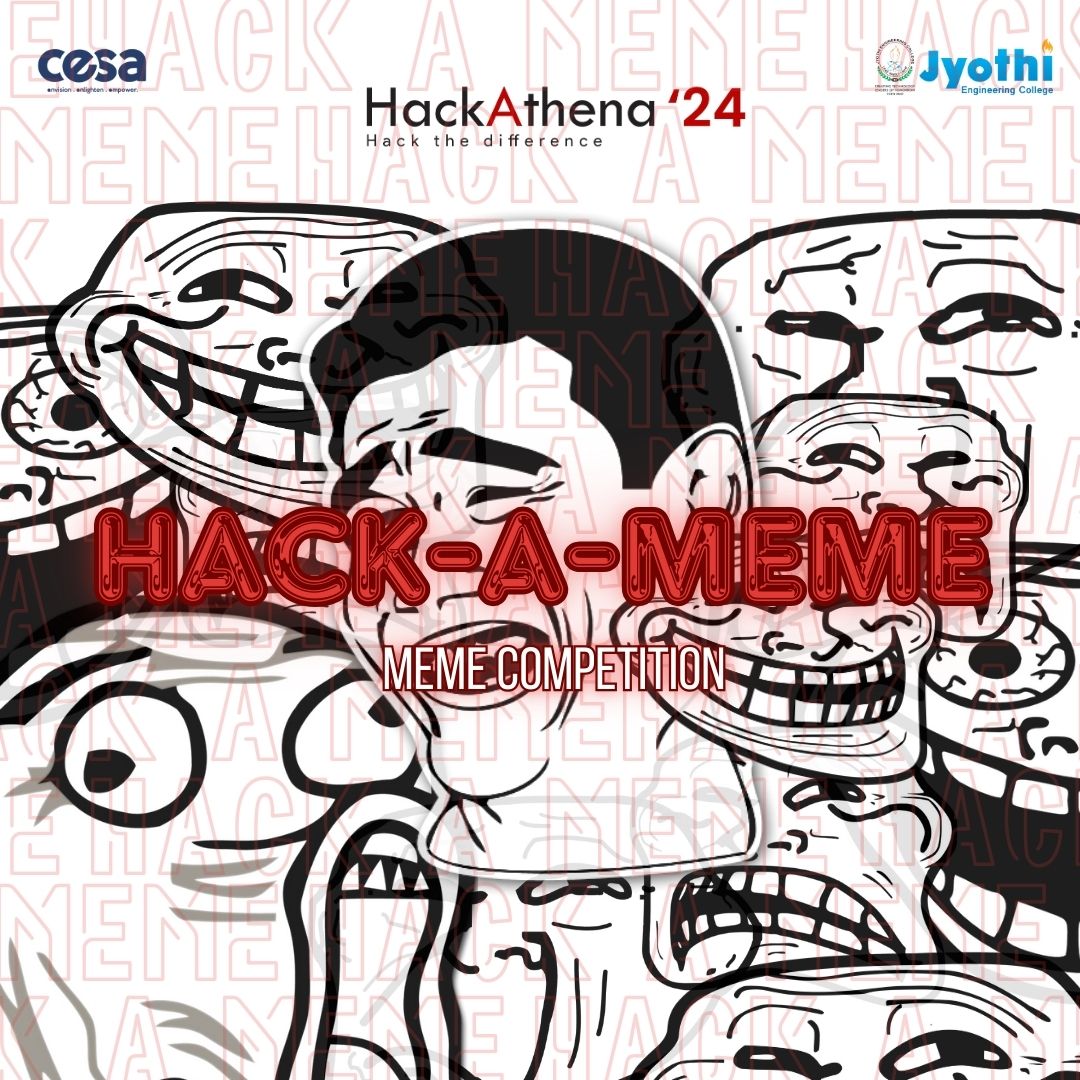 cesa
envision . enlighten . empower.
Jyothi
Engineering College
HackAthena ‘24
Hack the difference
HACK-A-MEME
MEME COMPETITION